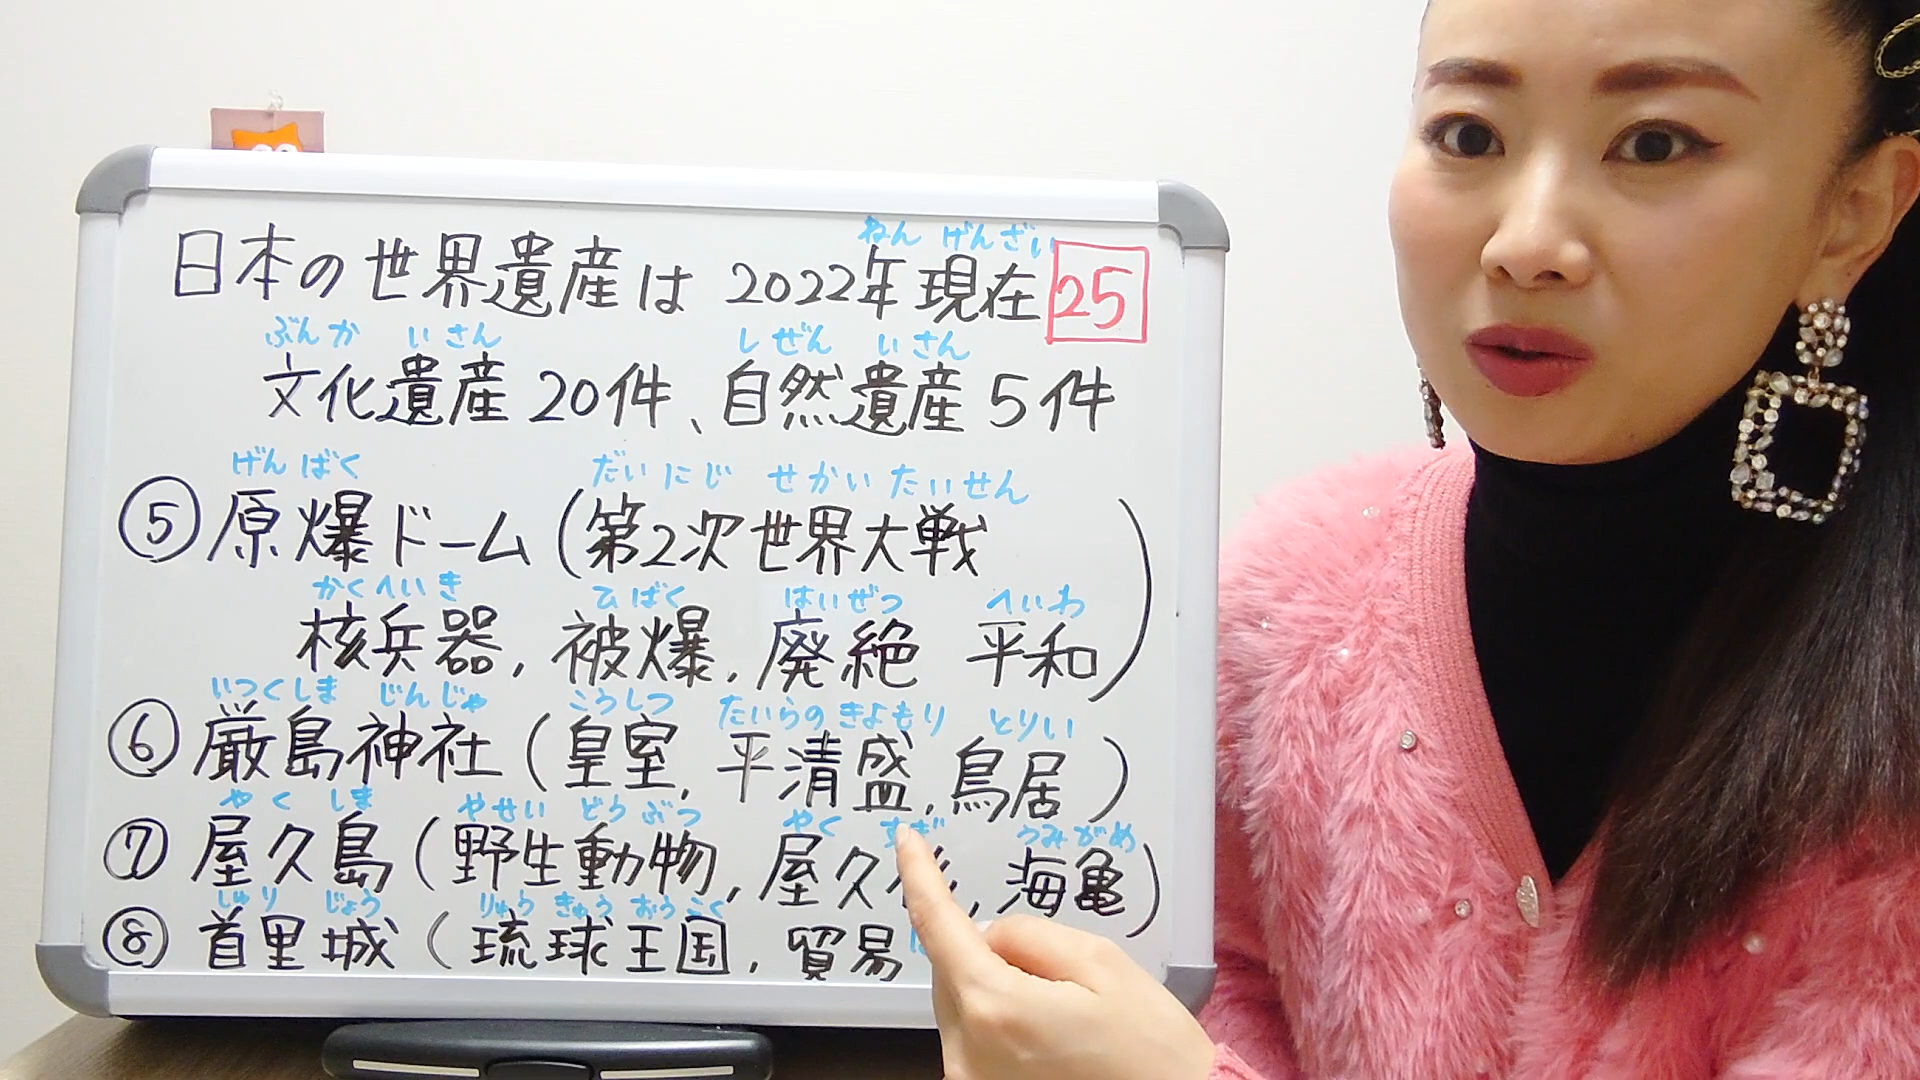 ねん げんざい
日本の世界遺産は2022年現在25
ぶんか いさん しぜん いさん
文化遺産20件、自然遺産5件
げんばく だいにじ せかいたいせん
⑤原爆ドーム(第2次世界大戦
かくへいき ひばく はいぜつ へいわ
核兵器,被爆,廃絶 平和)
いつくしま じんじゃ こうしつ たいらのきよもり とりい
⑥厳島神社(皇室,平清盛,鳥居)
やく しま やせい どうぶつ やく すぎ うみがめ
⑦屋久島(野生動物,屋久杉,海亀)
しゅり じょう りゅうきゅう おうこく
⑧首里城(琉球王国,貿易